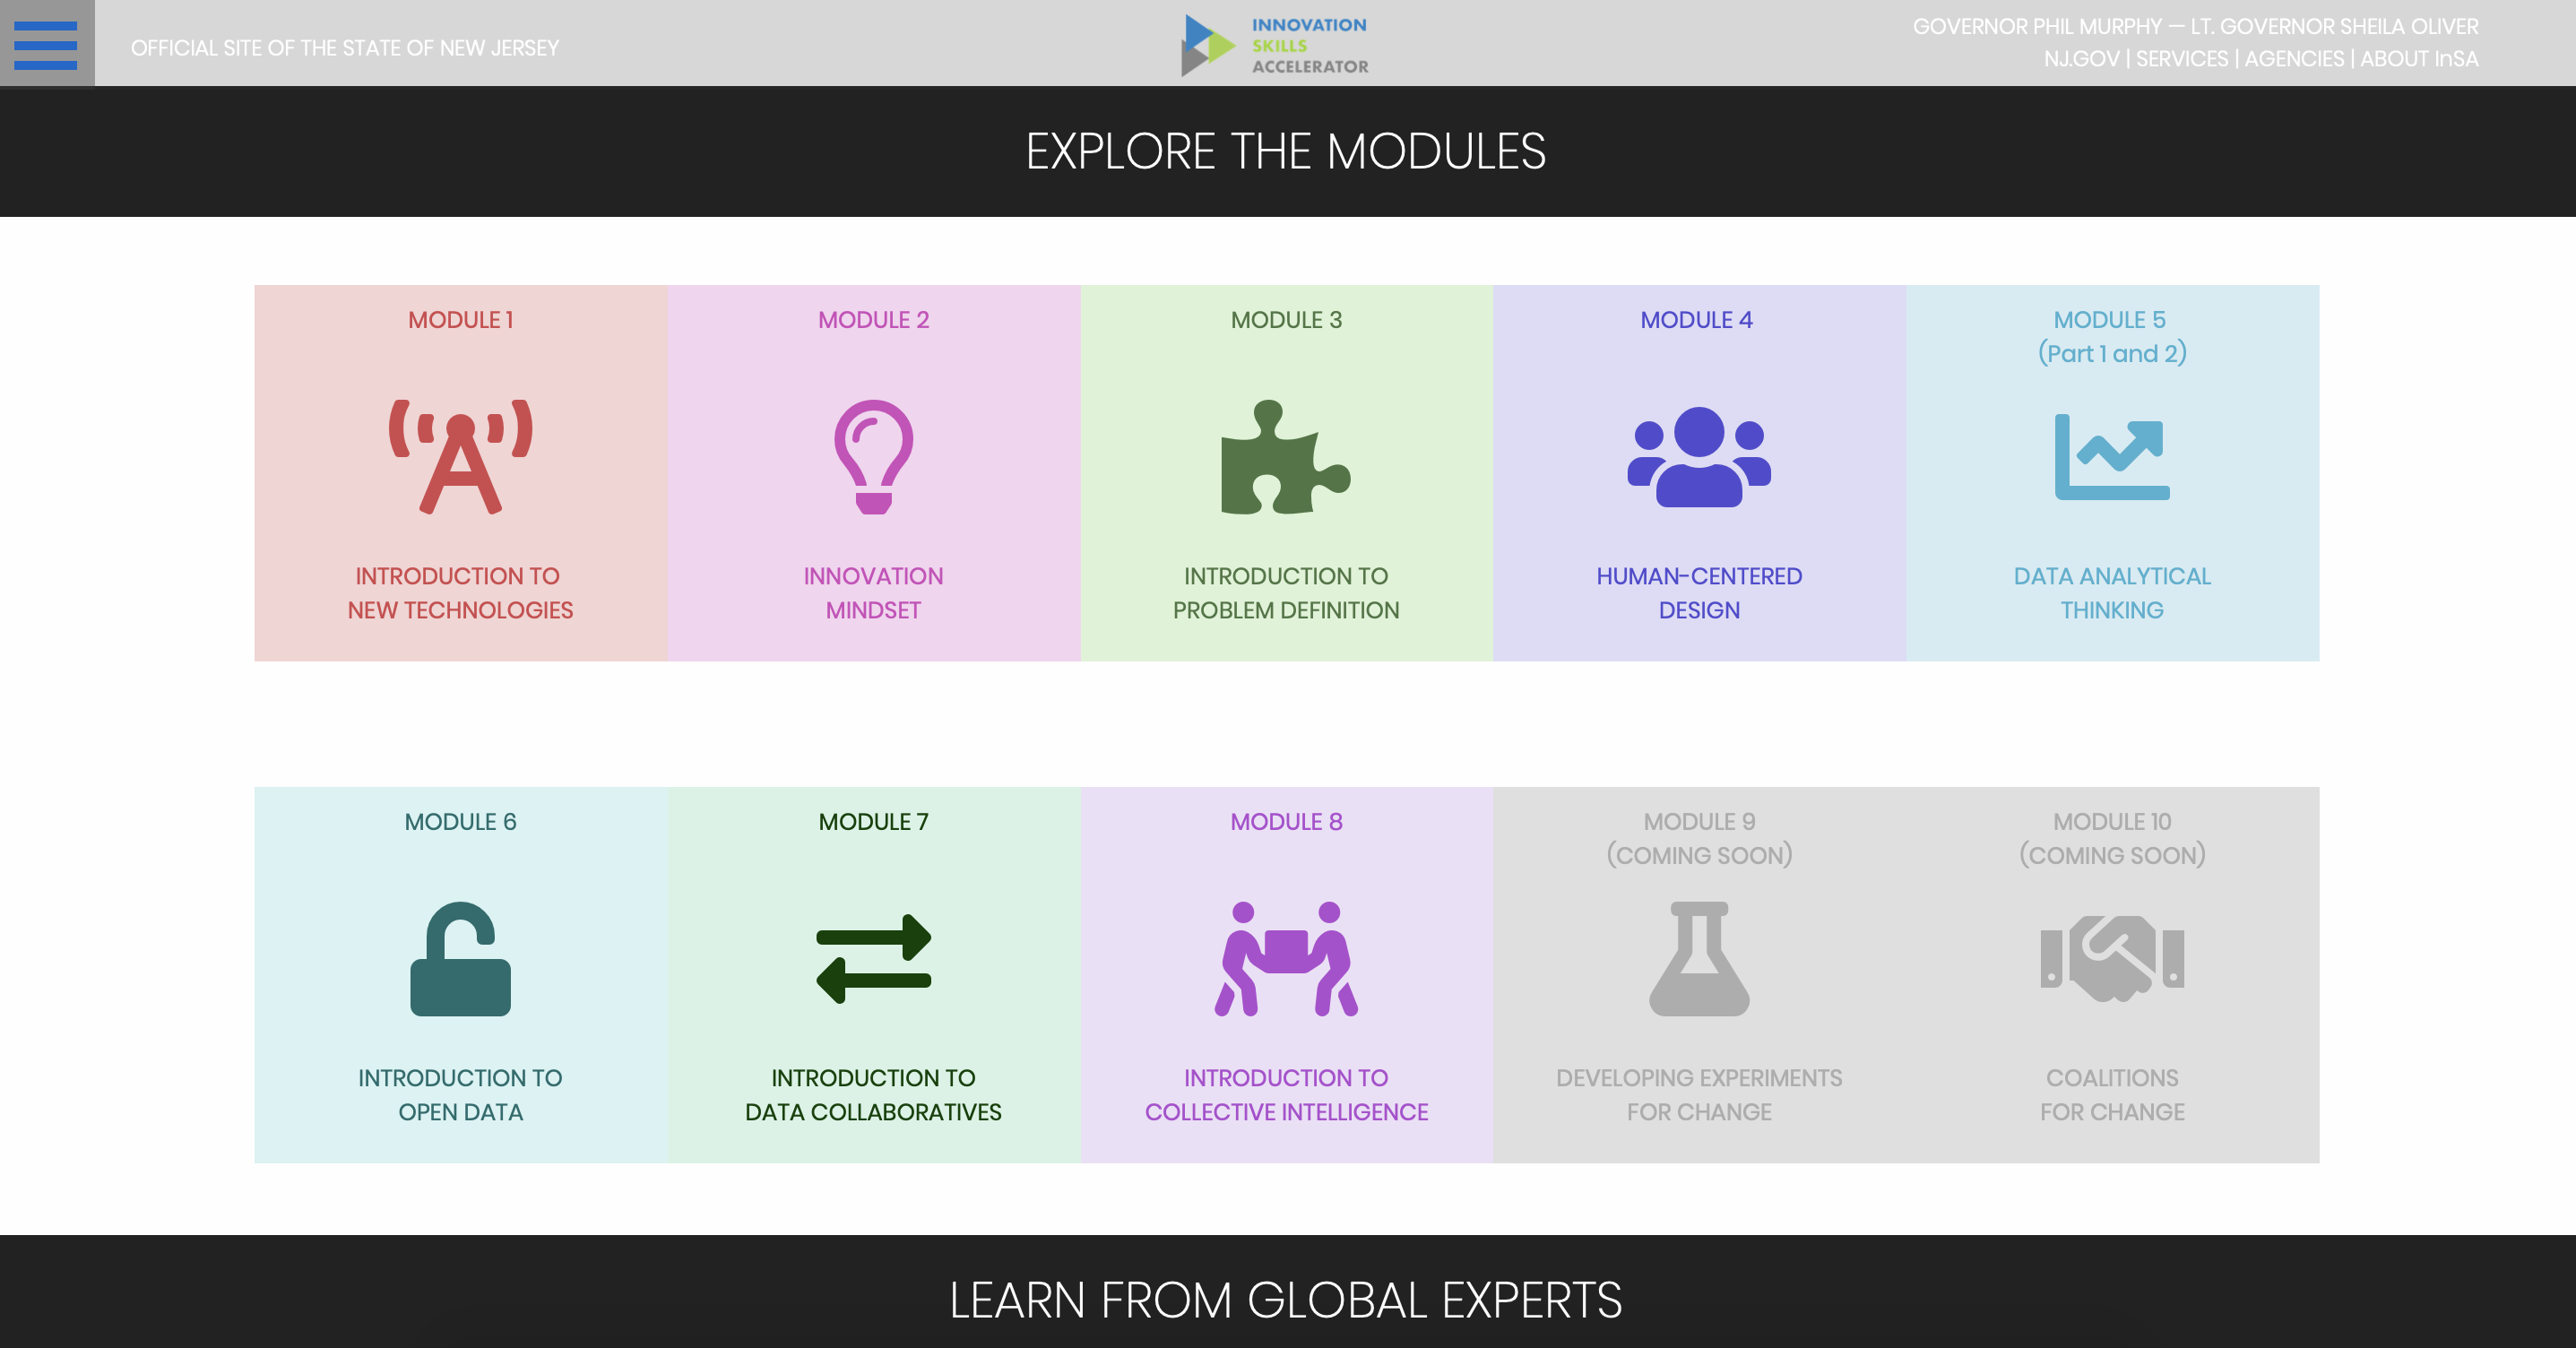 OFFICIAL SITE OF THE STATE OF NEW JERSEY
INNOVATION
SKILLS
ACCELERATOR
GOVERNOR PHIL MURPHY — LT. GOVERNOR SHEILA OLIVER
NJ.GOV | SERVICES | AGENCIES | ABOUT InSA
EXPLORE THE MODULES
MODULE 1
INTRODUCTION TO
NEW TECHNOLOGIES
MODULE 2
INNOVATION
MINDSET
MODULE 3
INTRODUCTION TO
PROBLEM DEFINITION
MODULE 4
HUMAN-CENTERED
DESIGN
MODULE 5
(Part 1 and 2)
DATA ANALYTICAL
THINKING
MODULE 6
INTRODUCTION TO
OPEN DATA
MODULE 7
INTRODUCTION TO
DATA COLLABORATIVES
MODULE 8
INTRODUCTION TO
COLLECTIVE INTELLIGENCE
MODULE 9
(COMING SOON)
DEVELOPING EXPERIMENTS
FOR CHANGE
MODULE 10
(COMING SOON)
COALITIONS
FOR CHANGE
LEARN FROM GLOBAL EXPERTS